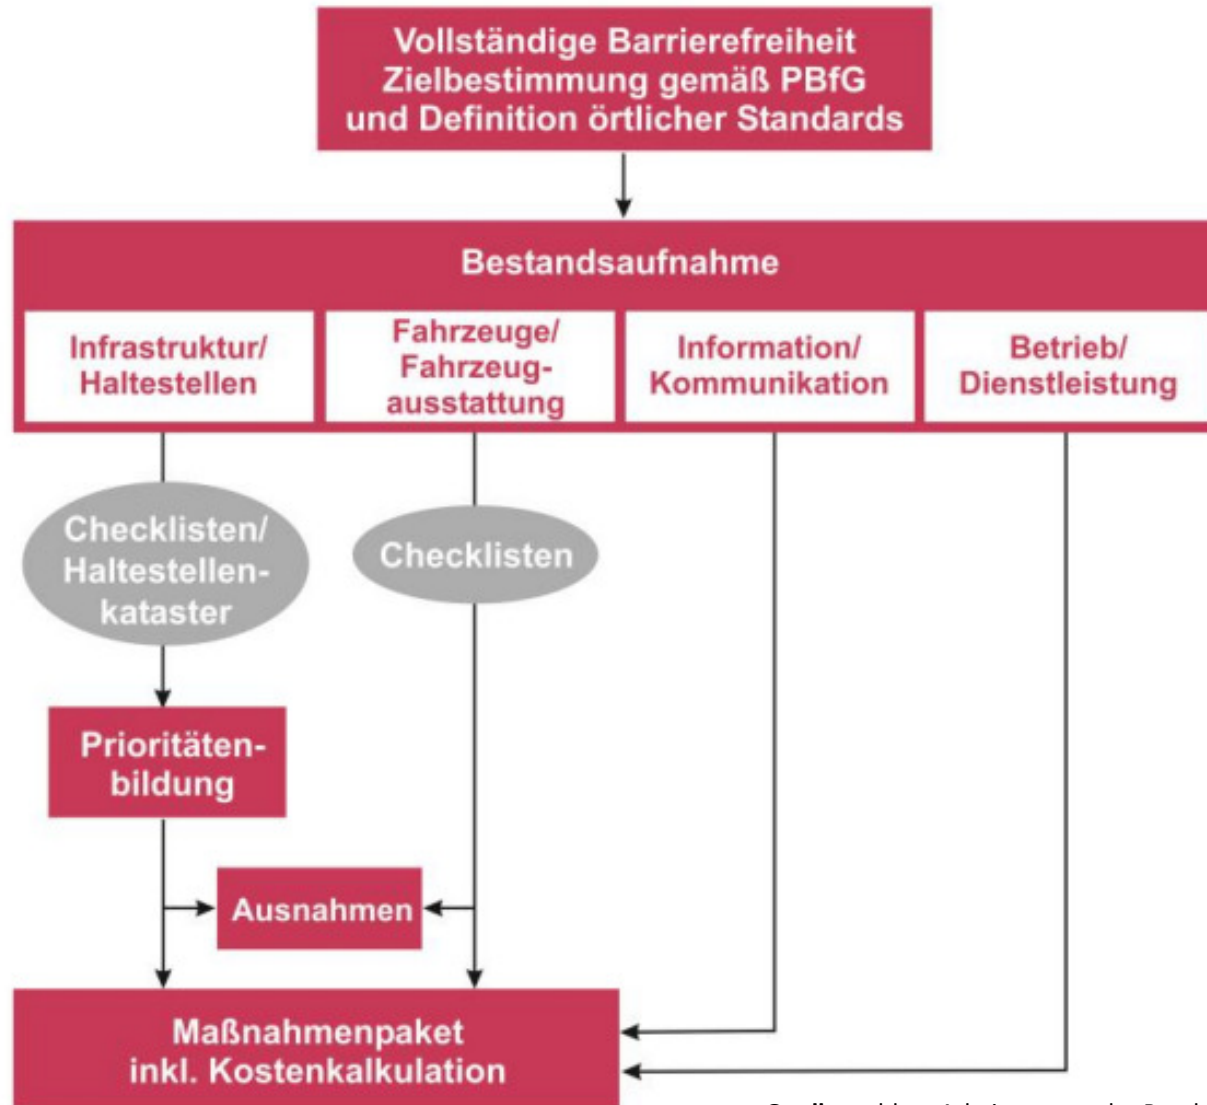 Vollständige Barrierefreiheit
Zielbestimmung gemäß PBfG
und Definition örtlicher Standards
Bestandsaufnahme
Infrastruktur/
Haltestellen
Fahrzeuge/
Fahrzeug-
ausstattung
Information/
Kommunikation
Betrieb/
Dienstleistung
Checklisten/
Haltestellen-
kataster
Checklisten
Prioritäten-
bildung
Ausnahmen
Maßnahmenpaket
inkl. Kostenkalkulation